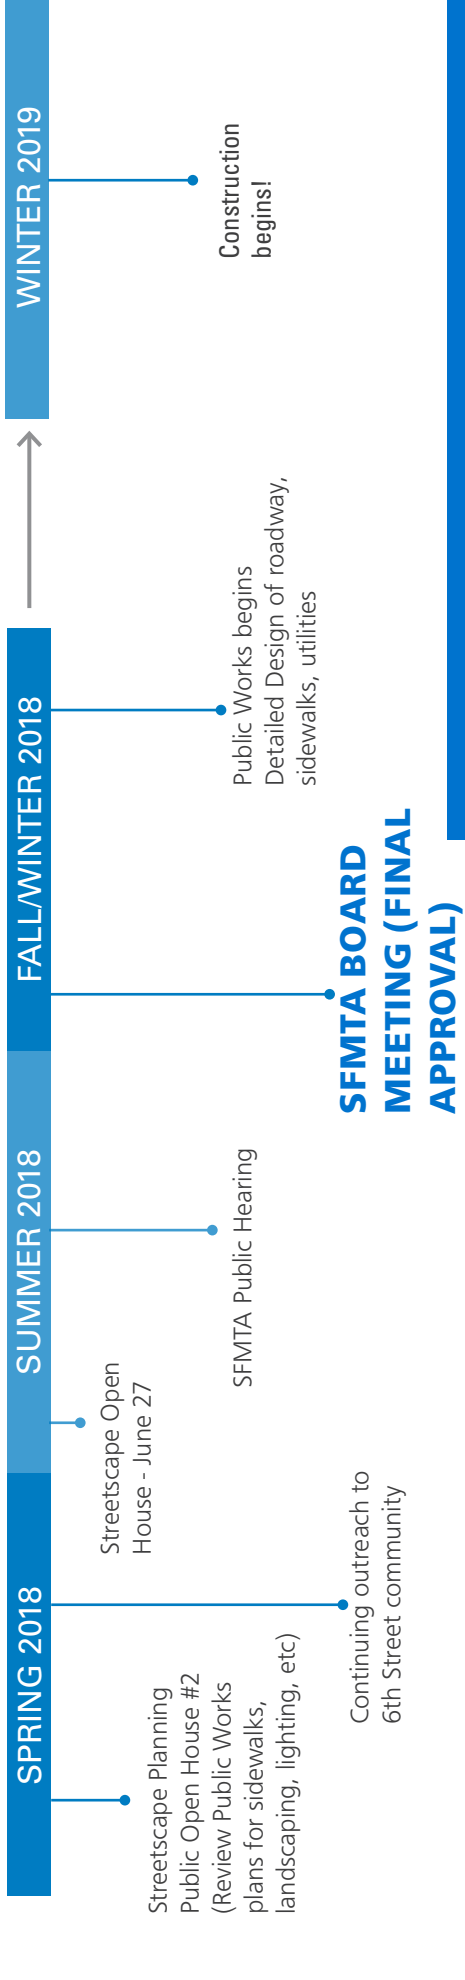 SPRING 2018
SUMMER 2018
FALL/WINTER 2018
WINTER 2019
Streetscape Planning
Public Open House #2
(Review Public Works
plans for sidewalks,
landscaping, lighting, etc)
Continuing outreach to
6th Street community
Streetscape Open
House - June 27
SFMTA Public Hearing
SFMTA BOARD
MEETING (FINAL
APPROVAL)
Public Works begins
Detailed Design of roadway,
sidewalks, utilities
Construction
begins!